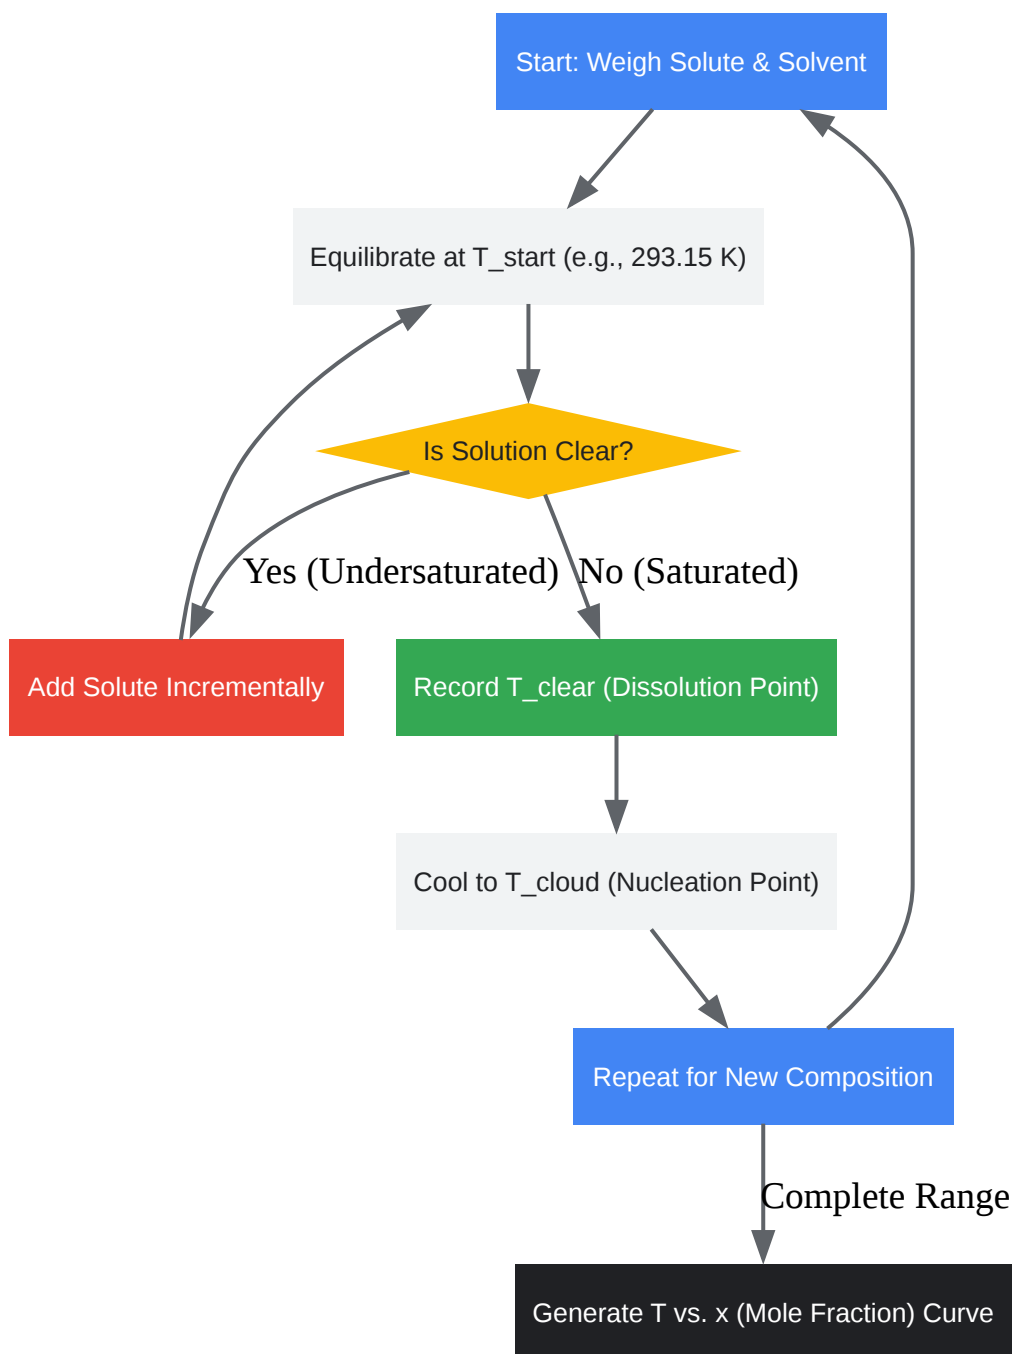 Start: Weigh Solute & Solvent
Equilibrate at T_start (e.g., 293.15 K)
Is Solution Clear?
Yes (Undersaturated)
No (Saturated)
Add Solute Incrementally
Record T_clear (Dissolution Point)
Cool to T_cloud (Nucleation Point)
Repeat for New Composition
Complete Range
Generate T vs. x (Mole Fraction) Curve